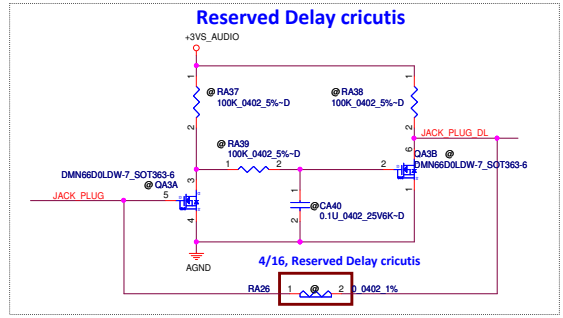 Reserved Delay cricutis
+3VS_AUDIO
1
1
@ RA37
100K_0402_5%~D
@ RA38
100K_0402_5%~D
2
2
JACK_PLUG_DL
@ RA39
100K_0402_5%~D
6
QA3B @
DMN66D0LDW-7_SOT363-6
1
2
2
DMN66D0LDW-7_SOT363-6
@ QA3A
3
JACK_PLUG
5
4
1
1
@CA40
0.1U_0402_25V6K~D
2
AGND
4/16, Reserved Delay cricutis
RA26
1
@
2
0_0402_1%